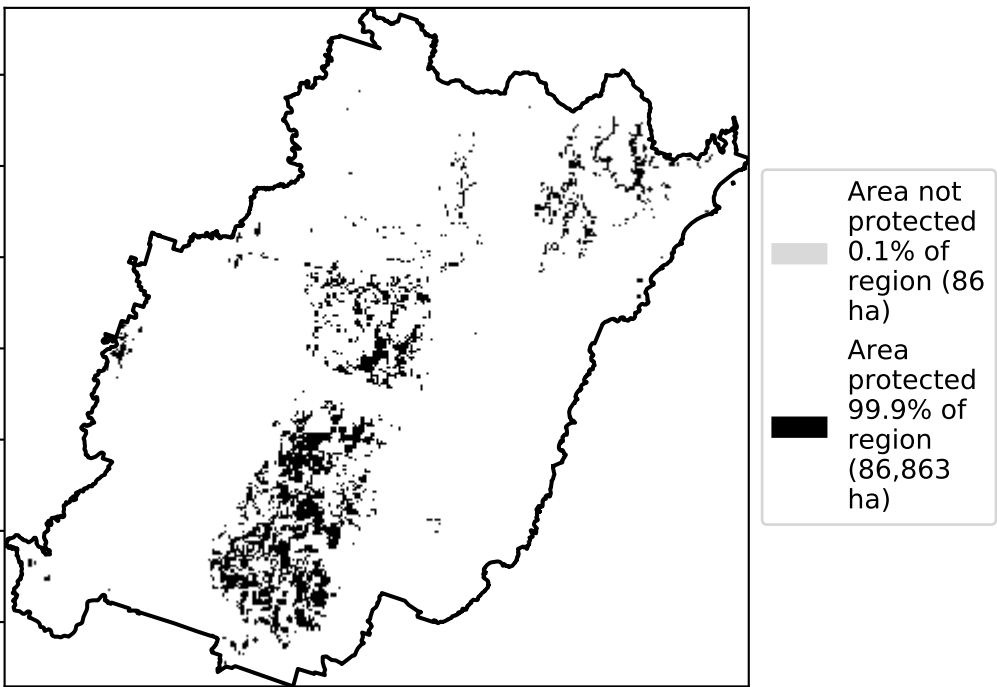 Area not
protected
0.1% of
region (86
ha)
Area
protected
99.9% of
region
(86,863
ha)